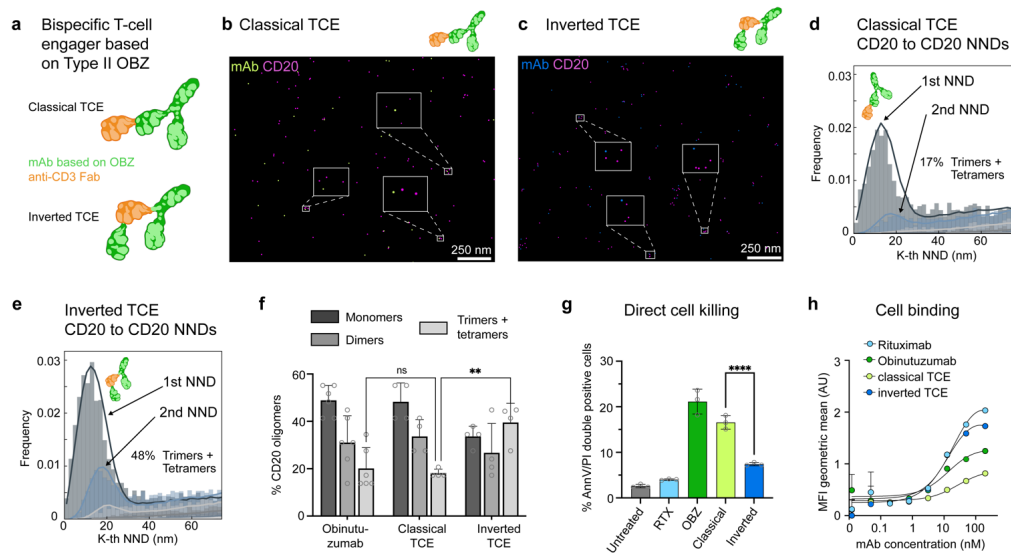 a Bispecific T-cell
engager based
on Type II OBZ
Classical TCE
mAb based on OBZ
anti-CD3 Fab
Inverted TCE
b Classical TCE
mAb CD20
250 nm
c Inverted TCE
mAb CD20
250 nm
d Classical TCE
CD20 to CD20 NNDs
0.03
0.02
0.01
0
Frequency
1st NND
2nd NND
17% Trimers +
Tetramers
0 20 40 60
K-th NND (nm)
e Inverted TCE
CD20 to CD20 NNDs
0.03
0.02
0.01
0
Frequency
1st NND
2nd NND
48% Trimers +
Tetramers
0 20 40 60
K-th NND (nm)
f
Monomers
Dimers
Trimers +
tetramers
60
40
20
0
% CD20 oligomers
ns
**
Obinutu-
zumab
Classical
TCE
Inverted
TCE
g Direct cell killing
30
25
20
15
10
5
0
% AnnV/PI double positive cells
****
Untreated
RTX
OBZ
Classical
Inverted
h Cell binding
Rituximab
Obinutuzumab
classical TCE
inverted TCE
3
2
1
0
MFI geometric mean (AU)
0 0.1 1 10 100
mAb concentration (nM)